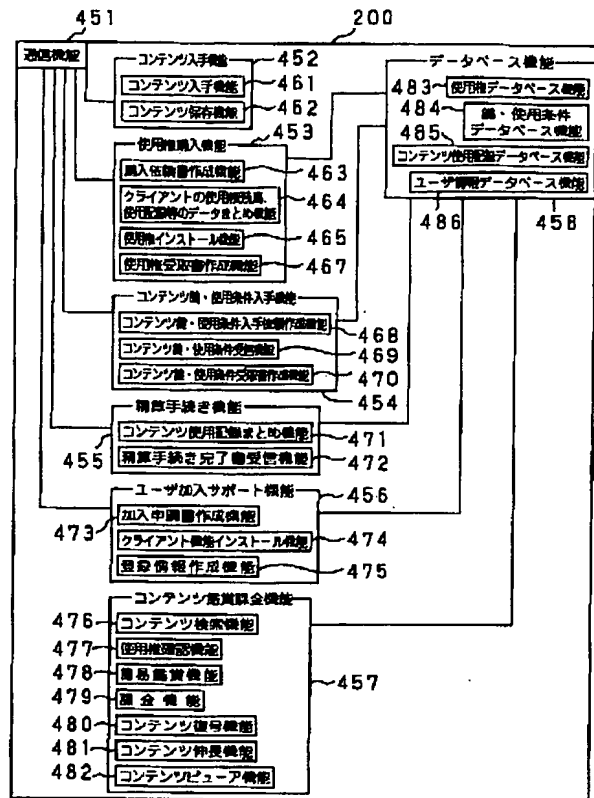 451
200
通信機能
コンテンツ入手機能
452
コンテンツ入手機能
461
コンテンツ保存機能
462
453
使用権購入機能
購入依頼書作成機能
463
クライアントの使用権残高、
使用記録等のデータまとめ機能
464
使用権インストール機能
465
使用権受取書作成機能
467
コンテンツ鍵・使用条件入手機能
コンテンツ鍵・使用条件入手依頼作成機能
468
コンテンツ鍵・使用条件受信機能
469
コンテンツ鍵・使用条件受取書作成機能
470
454
精算手続き機能
455
コンテンツ使用記録まとめ機能
471
精算手続き完了書受信機能
472
ユーザ加入サポート機能
456
473
加入申請書作成機能
クライアント機能インストール機能
474
登録情報作成機能
475
コンテンツ鑑賞課金機能
476
コンテンツ検索機能
477
使用権確認機能
478
簡易鑑賞機能
457
479
課金機能
480
コンテンツ復号機能
481
コンテンツ伸長機能
482
コンテンツビューア機能
データベース機能
483
使用権データベース機能
484
鍵・使用条件
データベース機能
485
コンテンツ使用記録データベース機能
ユーザ情報データベース機能
486
458